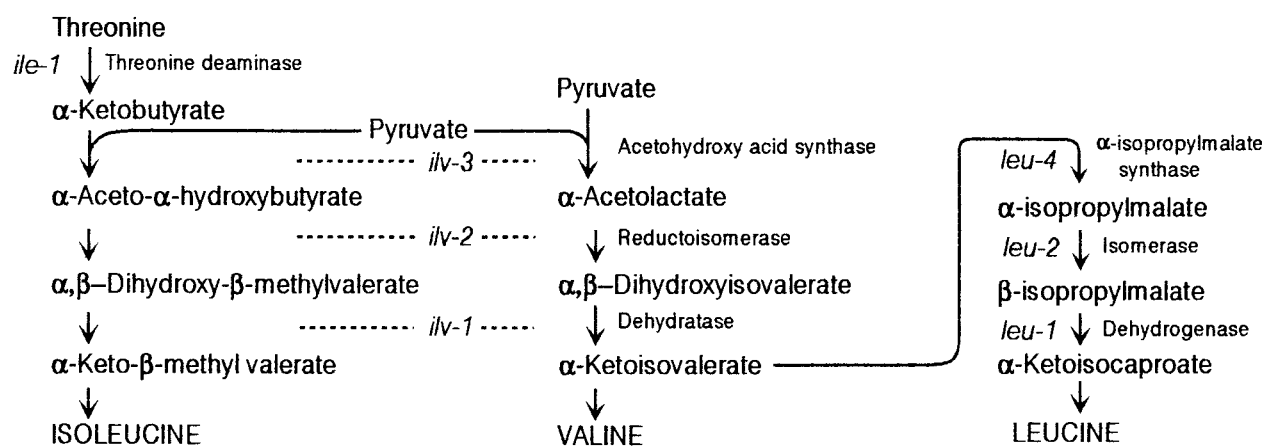 Threonine
ile-1 Threonine deaminase
α-Ketobutyrate
Pyruvate
Pyruvate
ilv-3
Acetohydroxy acid synthase
α-Aceto-α-hydroxybutyrate
α-Acetolactate
ilv-2
Reductoisomerase
α,β–Dihydroxy-β-methylvalerate
α,β–Dihydroxyisovalerate
ilv-1
Dehydratase
α-Keto-β-methyl valerate
α-Ketoisovalerate
ISOLEUCINE
VALINE
leu-4
α-isopropylmalate
synthase
α-isopropylmalate
leu-2 Isomerase
β-isopropylmalate
leu-1 Dehydrogenase
α-Ketoisocaproate
LEUCINE